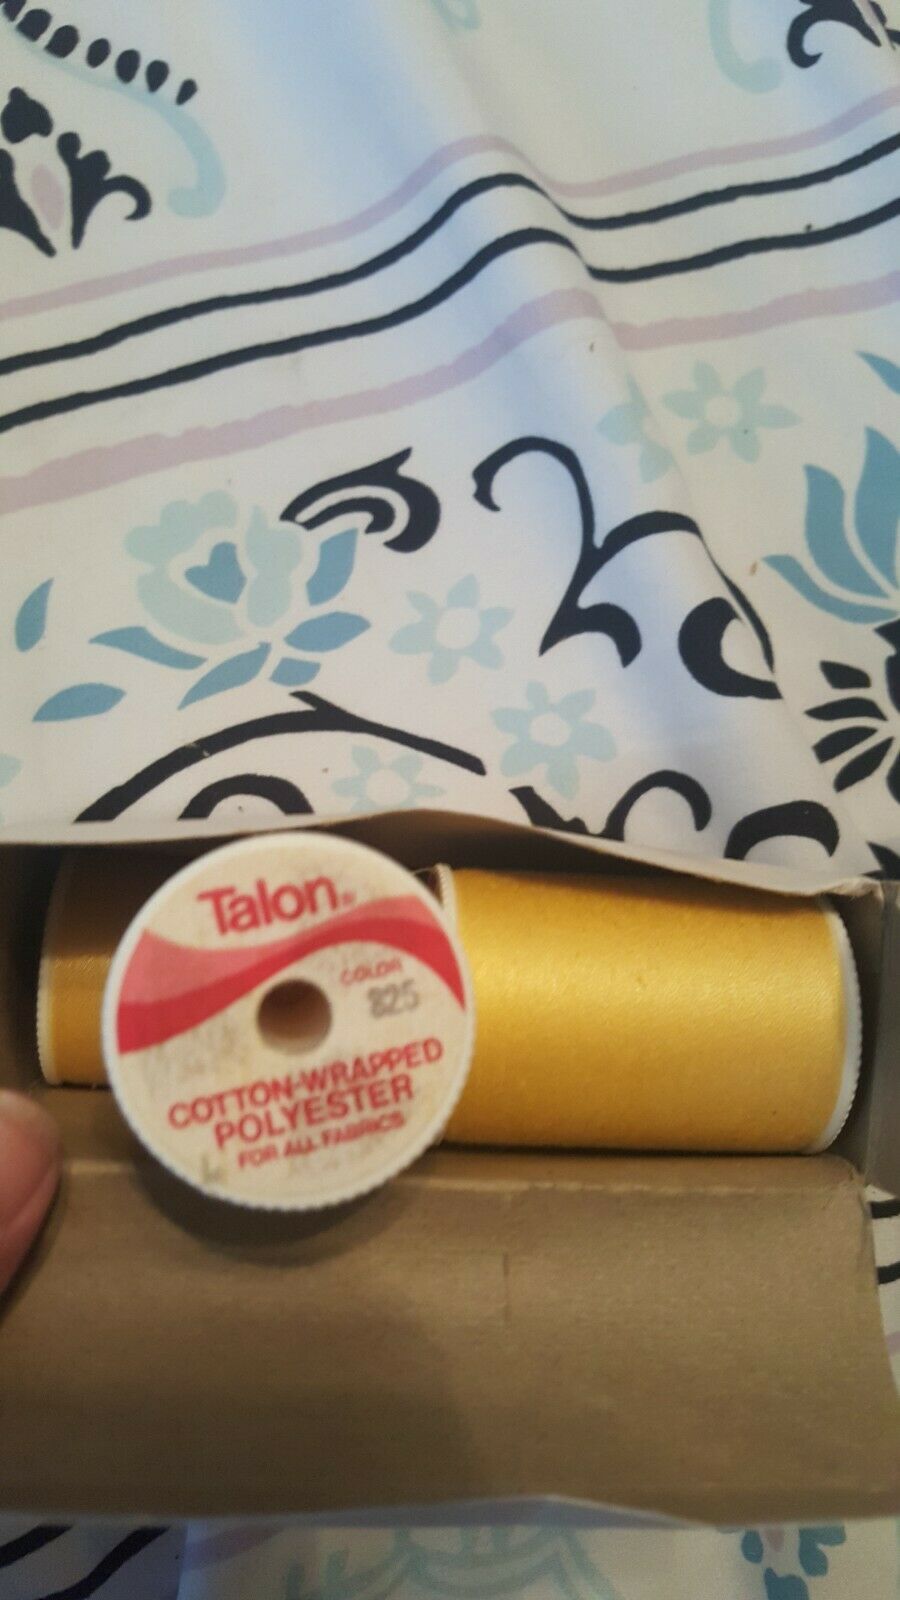 Talon®
COLOR
825
COTTON-WRAPPED
POLYESTER
FOR ALL FABRICS